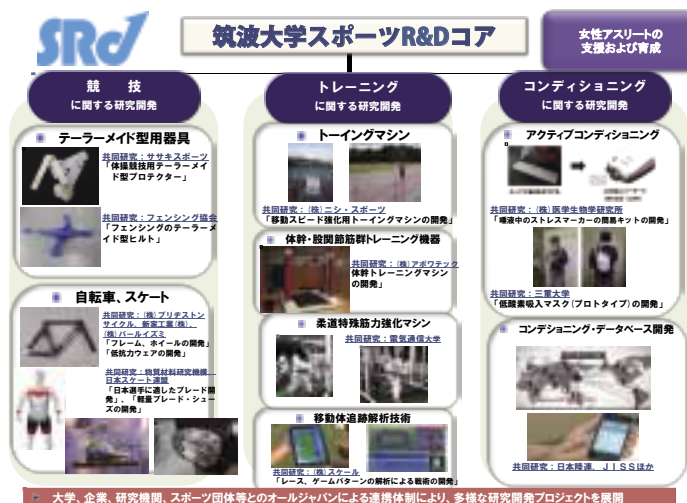 SRd
筑波大学スポーツR&Dコア
女性アスリートの
支援および育成
競　技
に関する研究開発
テーラーメイド型用器具
共同研究：ササキスポーツ
「体操競技用テーラーメイ
ド型プロテクター」
共同研究：フェンシング協会
「フェンシングのテーラーメ
イド型ヒルト」
自転車、スケート
共同研究：(株)ブリヂストン
サイクル、新家工業(株)、
(株)パールイズミ
「フレーム、ホイールの開発」
「低抗力ウェアの開発」
共同研究：物質材料研究機構、
日本スケート連盟
「日本選手に適したブレード開
発」、「軽量ブレード・シュー
ズの開発」
トレーニング
に関する研究開発
トーイングマシン
共同研究：(株)ニシ・スポーツ
「移動スピード強化用トーイングマシンの開発」
体幹・股関節筋群トレーニング機器
共同研究：(株)アボワテック
体幹トレーニングマシン
の開発」
柔道特殊筋力強化マシン
共同研究：電気通信大学
移動体追跡解析技術
共同研究：(株)スケール
「レース、ゲームパターンの解析による戦術の開発」
コンディショニング
に関する研究開発
アクティブコンディショニング
共同研究：(株)医学生物学研究所
「唾液中のストレスマーカーの簡易キットの開発」
共同研究：三重大学
「低酸素吸入マスク(プロトタイプ)の開発」
コンデショニング・データベース開発
共同研究：日本陸連、ＪＩＳＳほか
大学、企業、研究機関、スポーツ団体等とのオールジャパンによる連携体制により、多様な研究開発プロジェクトを展開